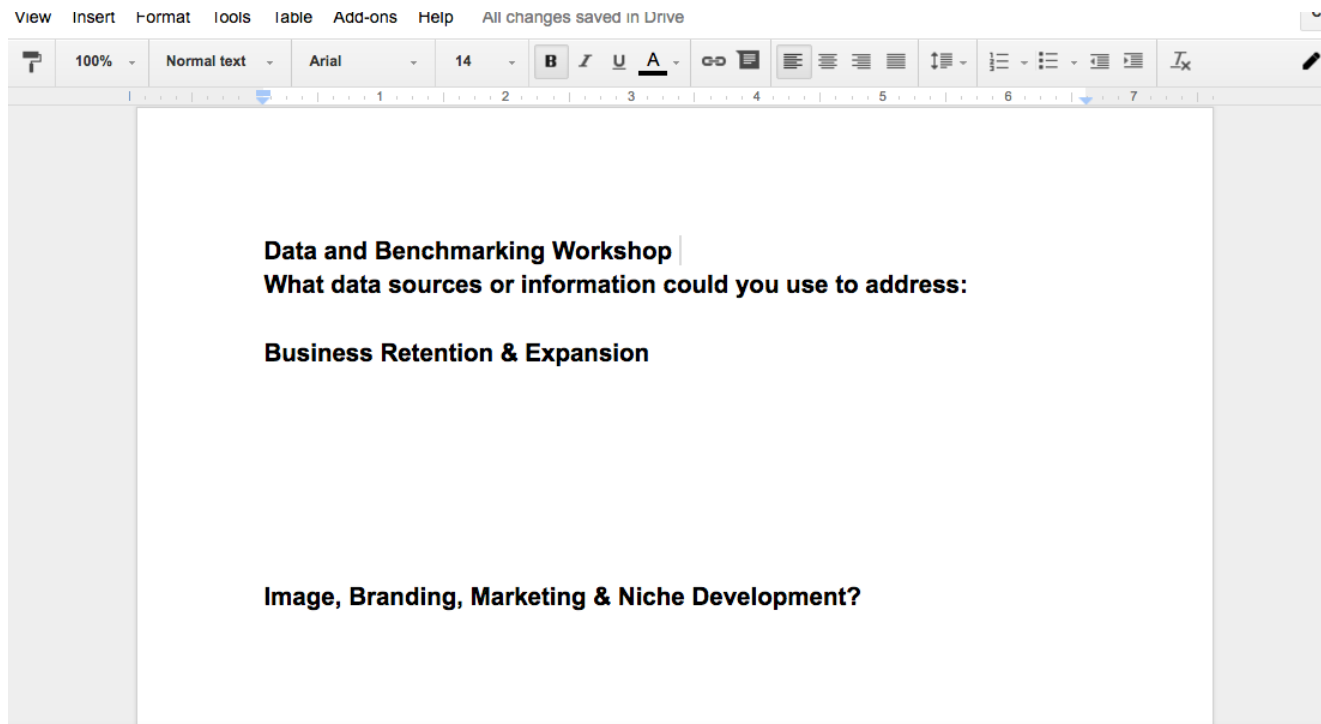 View Insert Format Tools Table Add-ons Help All changes saved in Drive
100% Normal text Arial 14 B I U A
1 2 3 4 5 6 7
Data and Benchmarking Workshop
What data sources or information could you use to address:
Business Retention & Expansion
Image, Branding, Marketing & Niche Development?